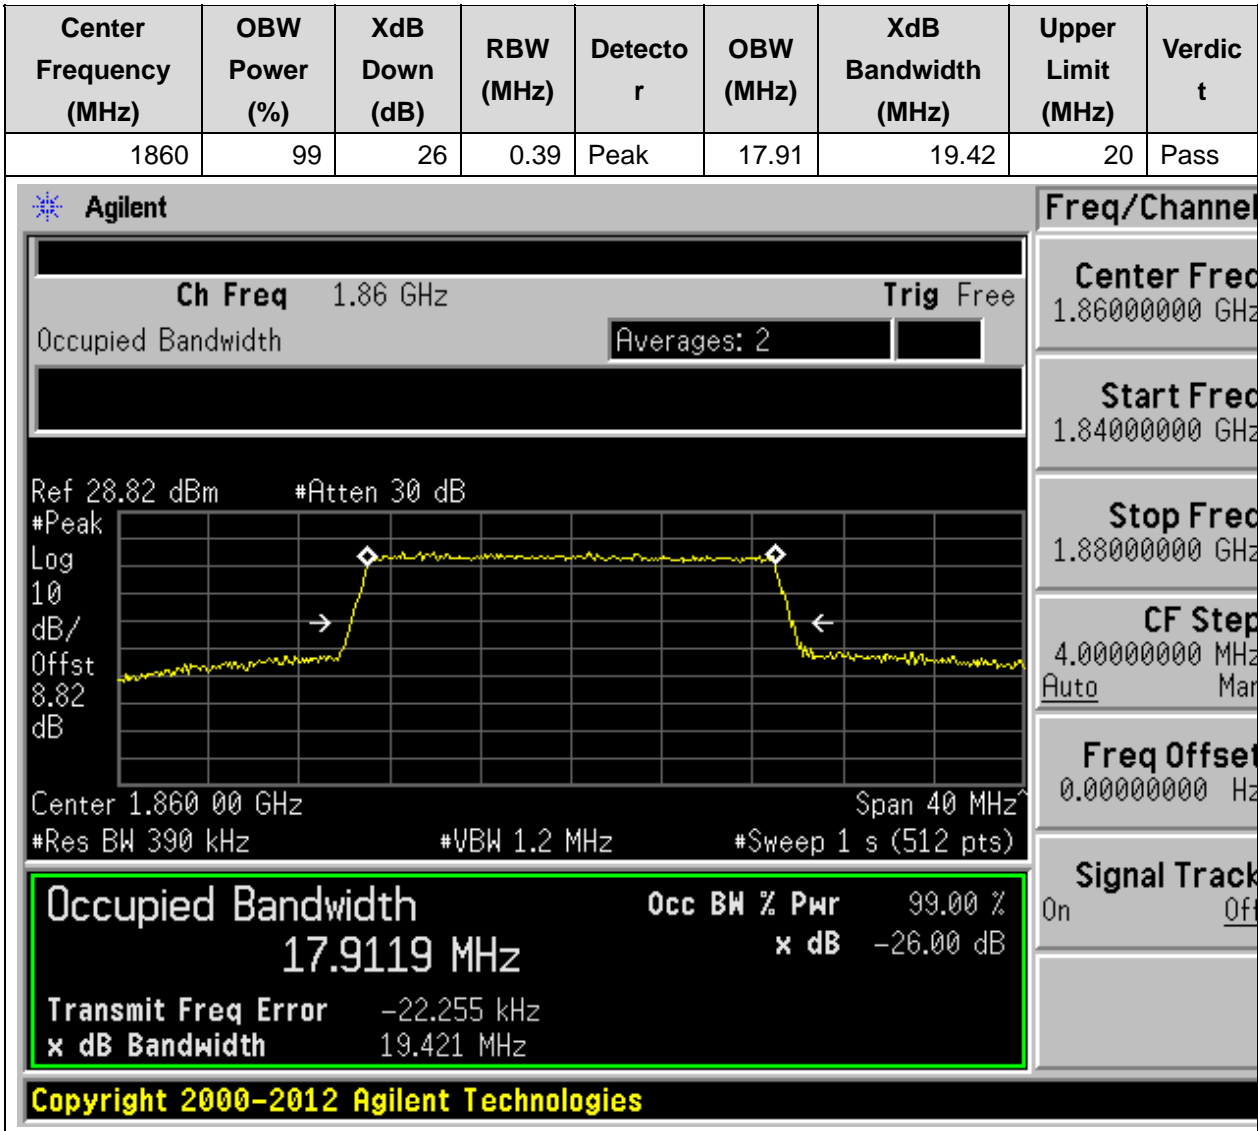 Center Frequency (MHz) OBW Power (%) XdB Down (dB) RBW (MHz) Detecto r OBW (MHz) XdB Bandwidth (MHz) Upper Limit (MHz) Verdic t
1860 99 26 0.39 Peak 17.91 19.42 20 Pass
Agilent
Freq/Channel
Ch Freq 1.86 GHz
Trig Free
Occupied Bandwidth
Averages: 2
Center Freq
1.86000000 GHz
Start Freq
1.84000000 GHz
Stop Freq
1.88000000 GHz
CF Step
4.00000000 MHz
Auto Man
Freq Offset
0.00000000 Hz
Signal Track
On Off
Ref 28.82 dBm #Atten 30 dB
#Peak
Log
10
dB/
Offst
8.82
dB
Center 1.860 00 GHz Span 40 MHz^
#Res BW 390 kHz #VBW 1.2 MHz #Sweep 1 s (512 pts)
Occupied Bandwidth
17.9119 MHz
Occ BW % Pwr 99.00 %
x dB -26.00 dB
Transmit Freq Error -22.255 kHz
x dB Bandwidth 19.421 MHz
Copyright 2000-2012 Agilent Technologies